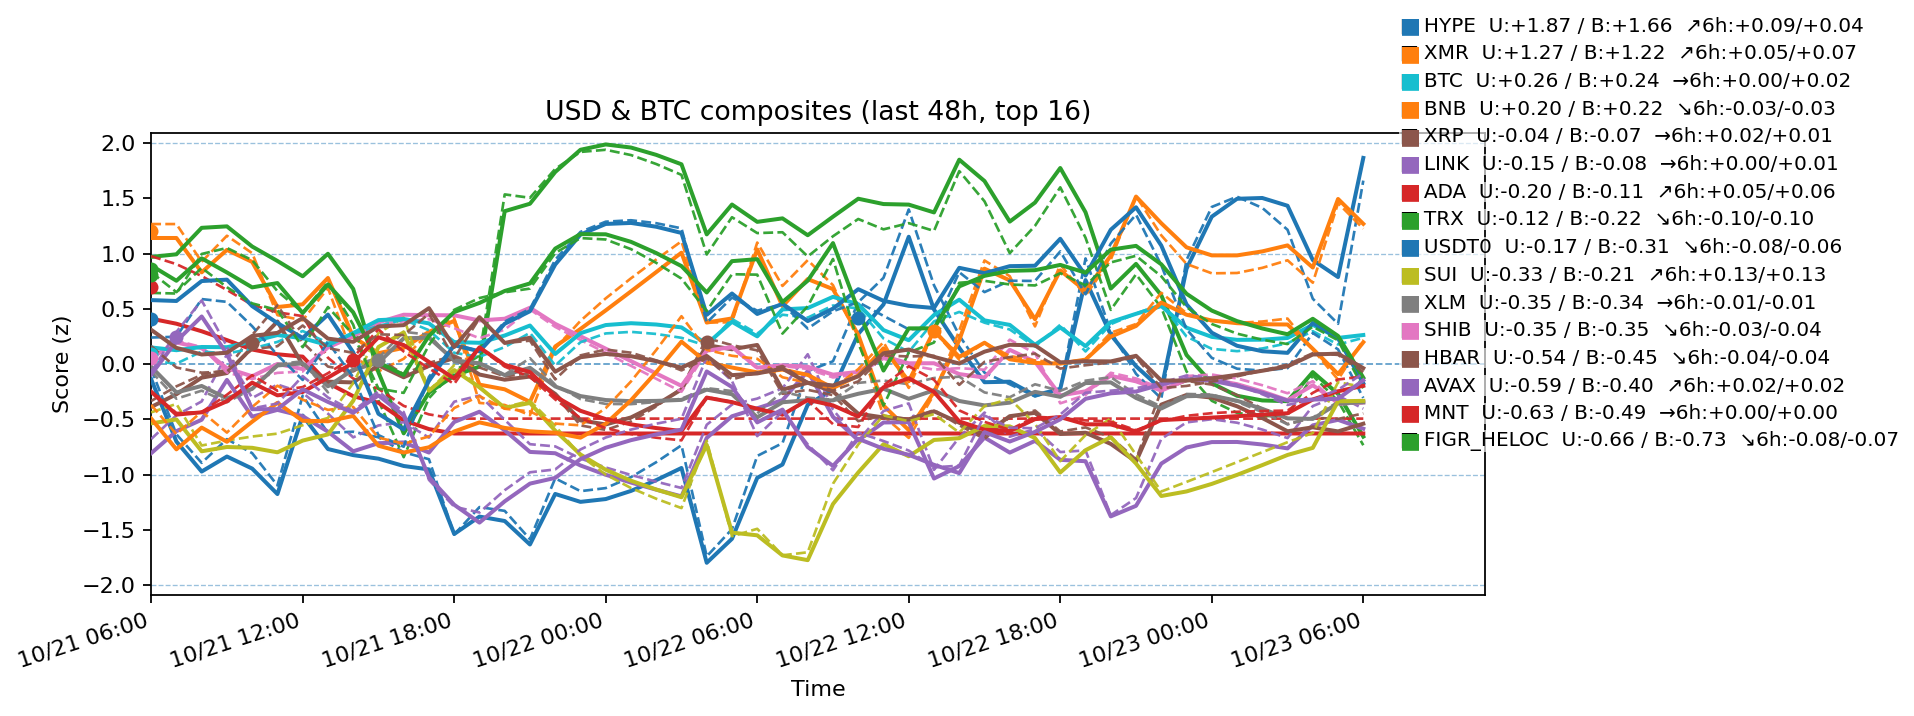 HYPE  U:+1.87 / B:+1.66  ↗6h:+0.09/+0.04
XMR  U:+1.27 / B:+1.22  ↗6h:+0.05/+0.07
BTC  U:+0.26 / B:+0.24  →6h:+0.00/+0.02
BNB  U:+0.20 / B:+0.22  ↘6h:-0.03/-0.03
XRP  U:-0.04 / B:-0.07  →6h:+0.02/+0.01
LINK  U:-0.15 / B:-0.08  →6h:+0.00/+0.01
ADA  U:-0.20 / B:-0.11  ↗6h:+0.05/+0.06
TRX  U:-0.12 / B:-0.22  ↘6h:-0.10/-0.10
USDT0  U:-0.17 / B:-0.31  ↘6h:-0.08/-0.06
SUI  U:-0.33 / B:-0.21  ↗6h:+0.13/+0.13
XLM  U:-0.35 / B:-0.34  →6h:-0.01/-0.01
SHIB  U:-0.35 / B:-0.35  ↘6h:-0.03/-0.04
HBAR  U:-0.54 / B:-0.45  ↘6h:-0.04/-0.04
AVAX  U:-0.59 / B:-0.40  ↗6h:+0.02/+0.02
MNT  U:-0.63 / B:-0.49  →6h:+0.00/+0.00
FIGR_HELOC  U:-0.66 / B:-0.73  ↘6h:-0.08/-0.07
USD & BTC composites (last 48h, top 16)
Score (z)
2.0
1.5
1.0
0.5
0.0
−0.5
−1.0
−1.5
−2.0
10/21 06:00
10/21 12:00
10/21 18:00
10/22 00:00
10/22 06:00
10/22 12:00
10/22 18:00
10/23 00:00
10/23 06:00
Time